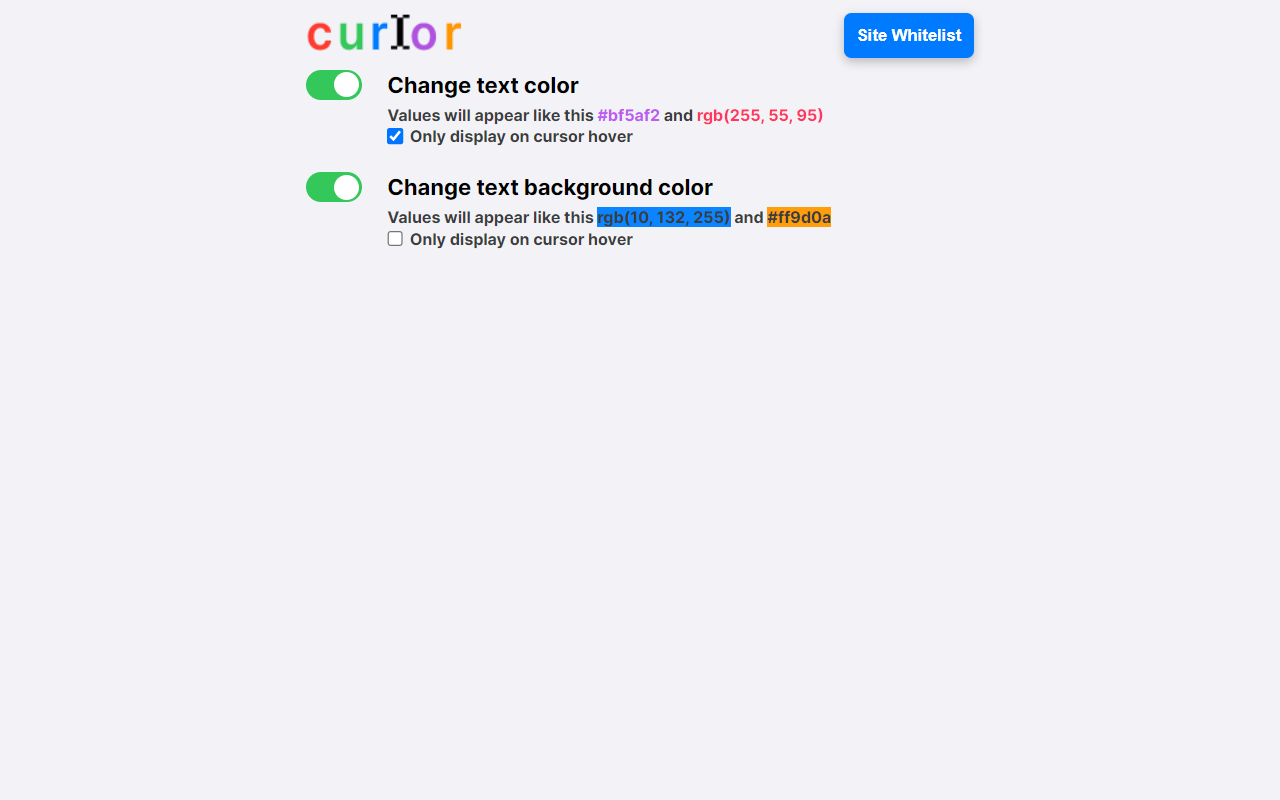 curIor
Site Whitelist
Change text color
Values will appear like this #bf5af2 and rgb(255, 55, 95)
Only display on cursor hover
Change text background color
Values will appear like this rgb(10, 132, 255) and #ff9d0a
Only display on cursor hover